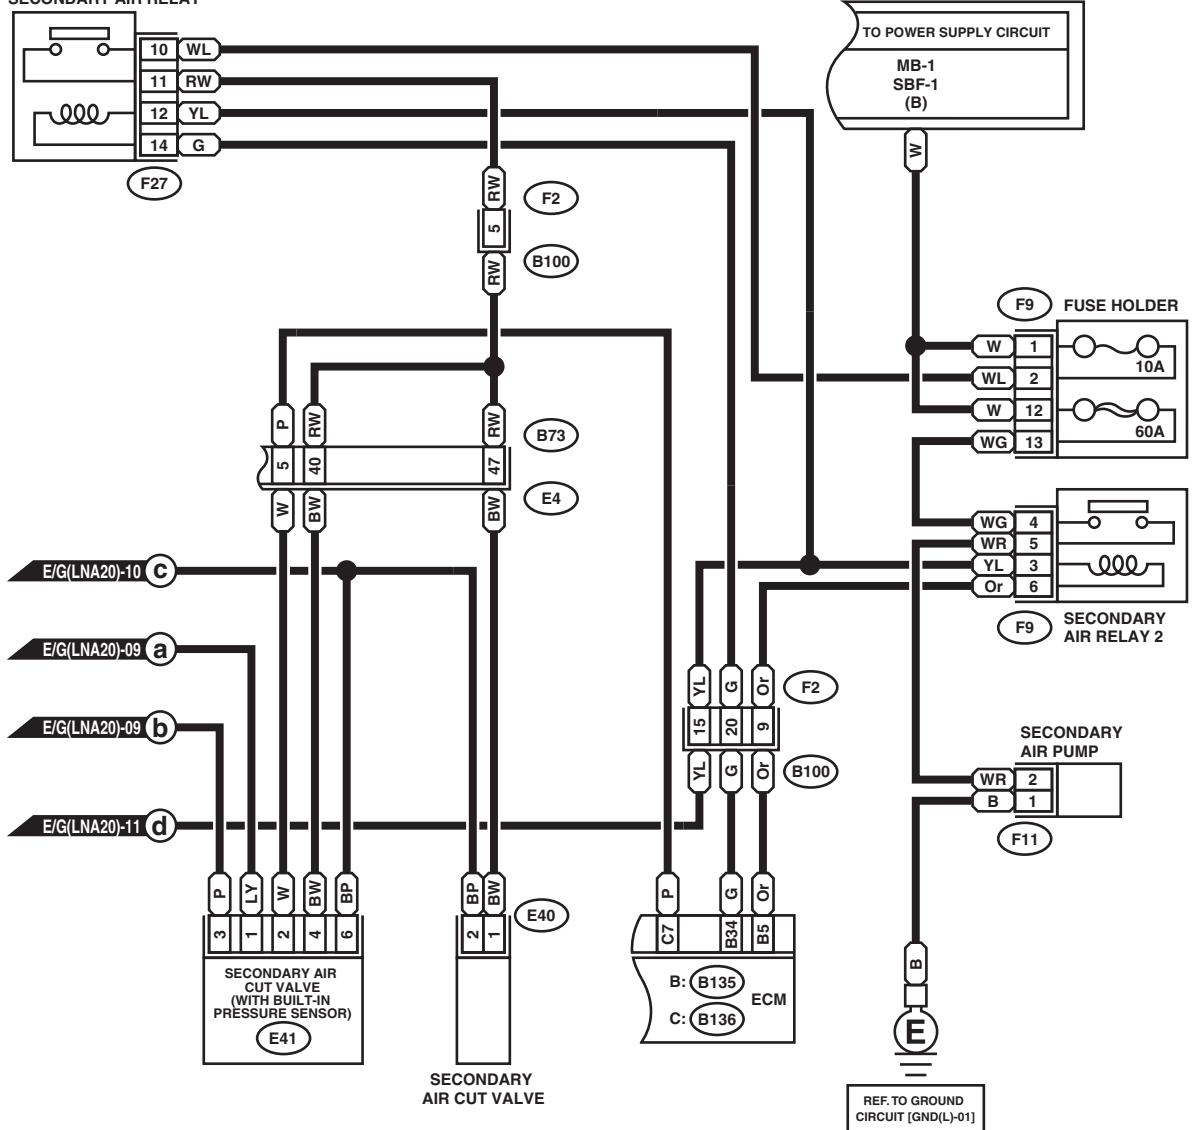 SECONDARY AIR RELAY
10 WL
11 RW
12 YL
14 G
F27
TO POWER SUPPLY CIRCUIT
MB-1
SBF-1
(B)
W
RW
F2
5
RW
B100
F9 FUSE HOLDER
W 1
10A
WL 2
W 12
60A
WG 13
P RW RW
B73
5 40 47
W BW BW
E4
WG 4
WR 5
YL 3
Or 6
F9 SECONDARY
AIR RELAY 2
E/G(LNA20)-10 c
E/G(LNA20)-09 a
E/G(LNA20)-09 b
E/G(LNA20)-11 d
YL G Or
F2
15 20 9
YL G Or
B100
SECONDARY
AIR PUMP
WR 2
B 1
F11
P LY W BW BP
3 1 2 4 6
SECONDARY AIR
CUT VALVE
(WITH BUILT-IN
PRESSURE SENSOR)
E41
BP BW
2 1
E40
SECONDARY
AIR CUT VALVE
P G Or
C7 B34 B5
B: B135
ECM
C: B136
B
E
REF. TO GROUND
CIRCUIT [GND(L)-01]